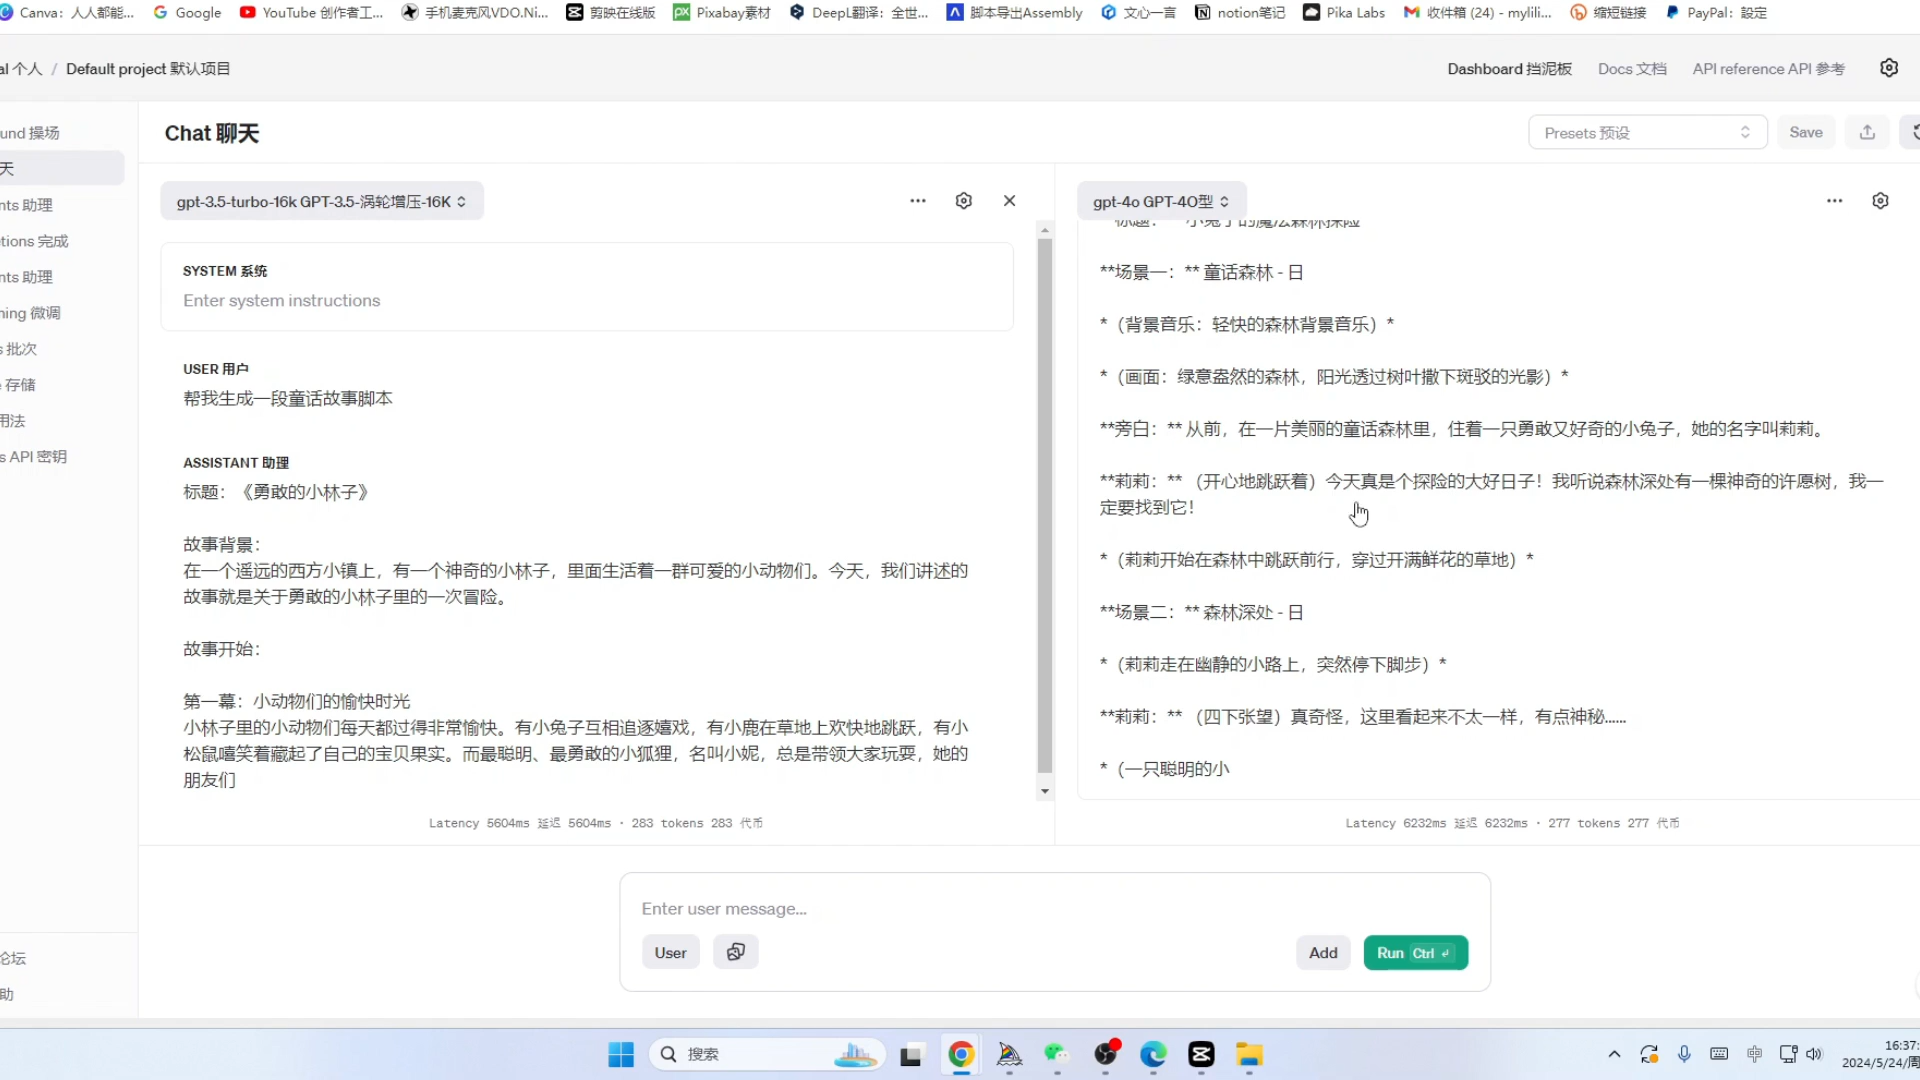 Canva：人人都能...
Google
YouTube 创作者工...
手机麦克风VDO.Ni...
剪映在线版
Pixabay素材
DeepL翻译：全世...
脚本导出Assembly
文心一言
notion笔记
Pika Labs
收件箱 (24) - mylili...
缩短链接
PayPal：設定
al 个人 / Default project 默认项目
Dashboard 挡泥板
Docs 文档
API reference API 参考
und 操场
天
nts 助理
tions 完成
nts 助理
ning 微调
s 批次
e 存储
用法
s API 密钥
论坛
助
Chat 聊天
Presets 预设
Save
gpt-3.5-turbo-16k GPT-3.5-涡轮增压-16K
SYSTEM 系统
Enter system instructions
USER 用户
帮我生成一段童话故事脚本
ASSISTANT 助理
标题：《勇敢的小林子》
故事背景：
在一个遥远的西方小镇上，有一个神奇的小林子，里面生活着一群可爱的小动物们。今天，我们讲述的
故事就是关于勇敢的小林子里的一次冒险。
故事开始：
第一幕：小动物们的愉快时光
小林子里的小动物们每天都过得非常愉快。有小兔子互相追逐嬉戏，有小鹿在草地上欢快地跳跃，有小
松鼠嘻笑着藏起了自己的宝贝果实。而最聪明、最勇敢的小狐狸，名叫小妮，总是带领大家玩耍，她的
朋友们
Latency 5604ms 延迟 5604ms · 283 tokens 283 代币
gpt-4o GPT-4O型
标题：** 小兔子的魔法森林探险
**场景一：** 童话森林 - 日
*（背景音乐：轻快的森林背景音乐）*
*（画面：绿意盎然的森林，阳光透过树叶撒下斑驳的光影）*
**旁白：** 从前，在一片美丽的童话森林里，住着一只勇敢又好奇的小兔子，她的名字叫莉莉。
**莉莉：** （开心地跳跃着）今天真是个探险的大好日子！我听说森林深处有一棵神奇的许愿树，我一
定要找到它！
*（莉莉开始在森林中跳跃前行，穿过开满鲜花的草地）*
**场景二：** 森林深处 - 日
*（莉莉走在幽静的小路上，突然停下脚步）*
**莉莉：** （四下张望）真奇怪，这里看起来不太一样，有点神秘......
*（一只聪明的小
Latency 6232ms 延迟 6232ms · 277 tokens 277 代币
Enter user message...
User
Add
Run Ctrl ↵
搜索
中
16:37:
2024/5/24/周